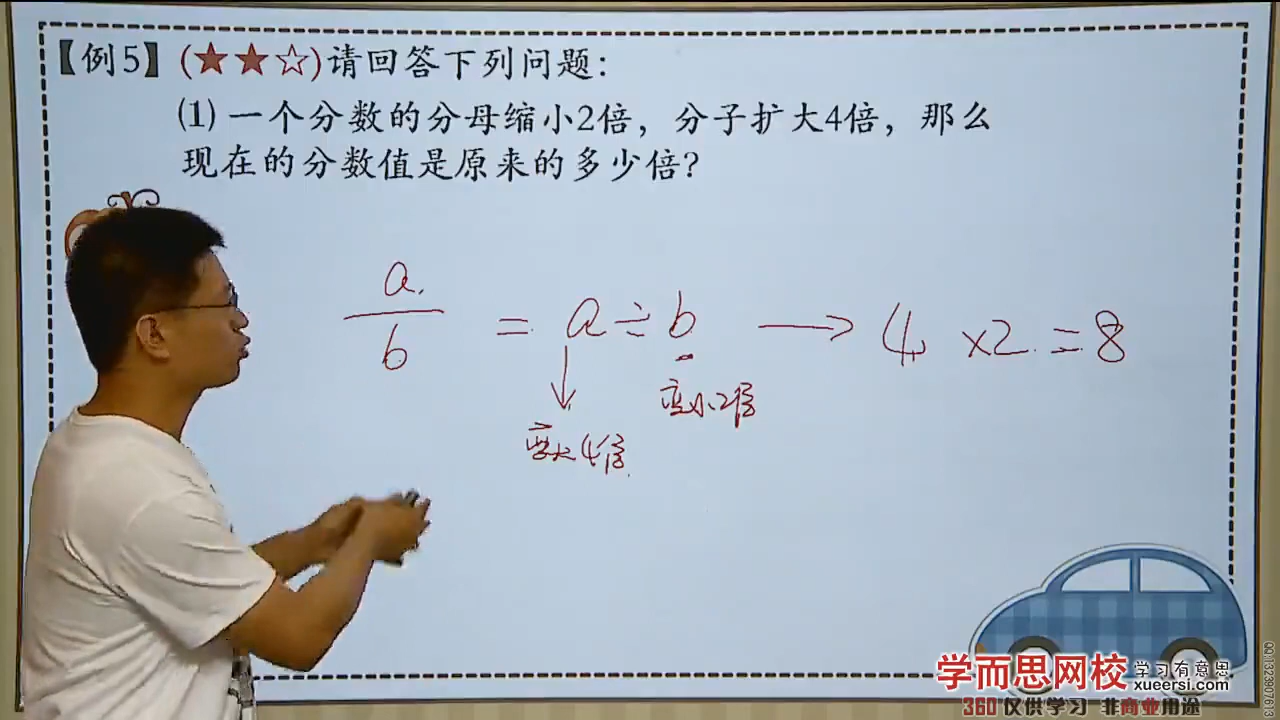 【例5】(★★☆)请回答下列问题：
(1) 一个分数的分母缩小2倍，分子扩大4倍，那么
现在的分数值是原来的多少倍？
a
b
= a÷b → 4×2=8
变小2倍
变大4倍
学而思网校 学习有意思
xueersi.com
360°仅供学习 非商业用途